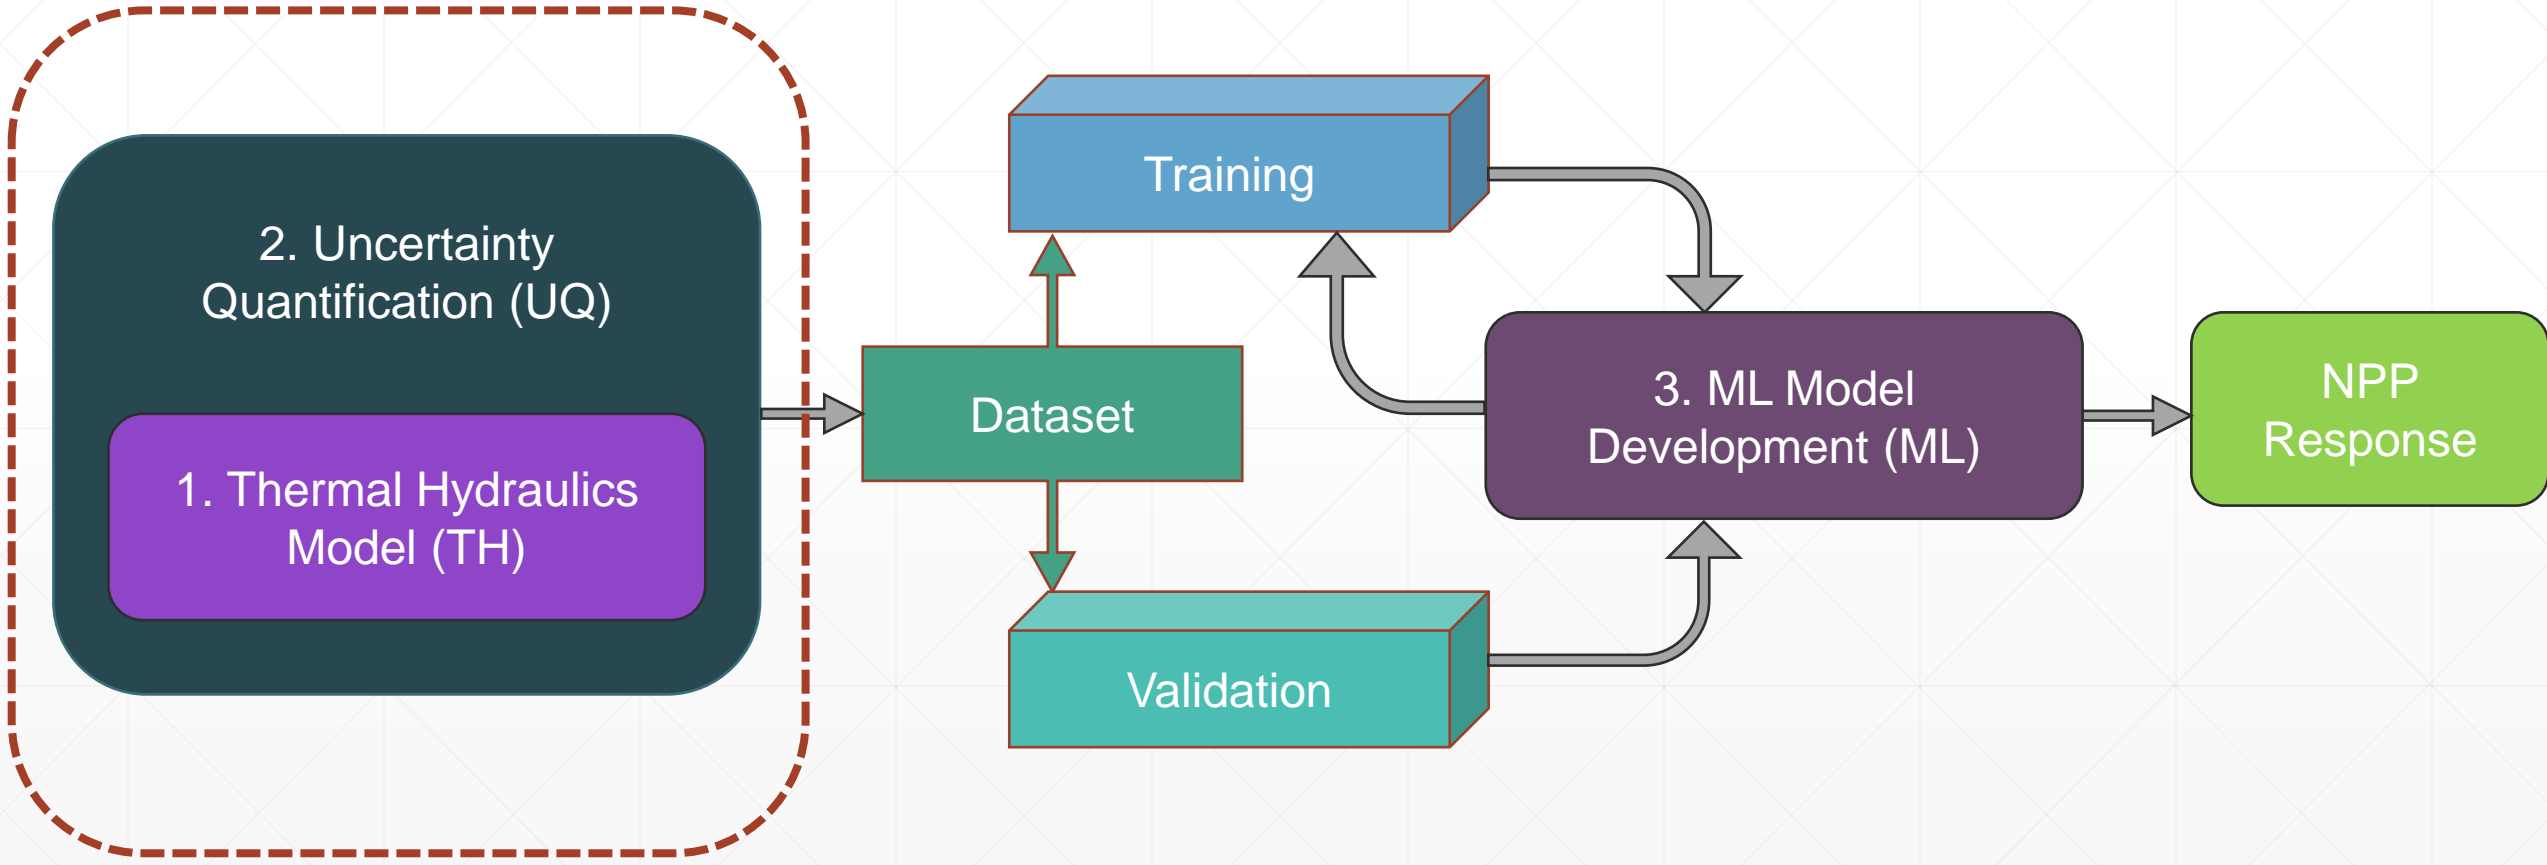 2. Uncertainty
Quantification (UQ)
1. Thermal Hydraulics
Model (TH)
Dataset
Training
Validation
3. ML Model
Development (ML)
NPP
Response